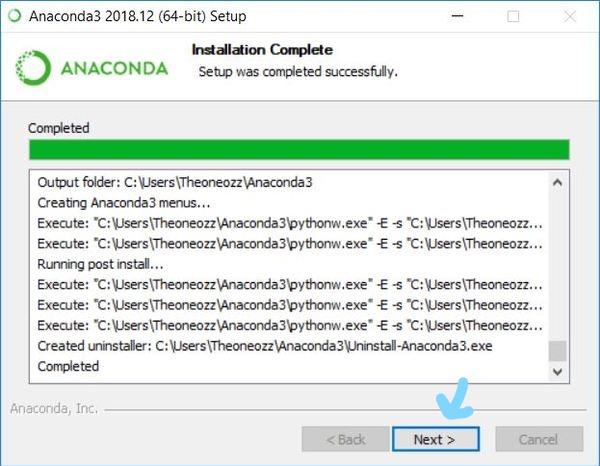 Anaconda3 2018.12 (64-bit) Setup
ANACONDA
Installation Complete
Setup was completed successfully.
Completed
Output folder: C:\Users\Theoneozz\Anaconda3
Creating Anaconda3 menus...
Execute: "C:\Users\Theoneozz\Anaconda3\pythonw.exe" -E -s "C:\Users\Theoneozz...
Execute: "C:\Users\Theoneozz\Anaconda3\pythonw.exe" -E -s "C:\Users\Theoneozz...
Running post install...
Execute: "C:\Users\Theoneozz\Anaconda3\pythonw.exe" -E -s "C:\Users\Theoneozz...
Execute: "C:\Users\Theoneozz\Anaconda3\pythonw.exe" -E -s "C:\Users\Theoneozz...
Execute: "C:\Users\Theoneozz\Anaconda3\pythonw.exe" -E -s "C:\Users\Theoneozz...
Created uninstaller: C:\Users\Theoneozz\Anaconda3\Uninstall-Anaconda3.exe
Completed
Anaconda, Inc.
< Back
Next >
Cancel